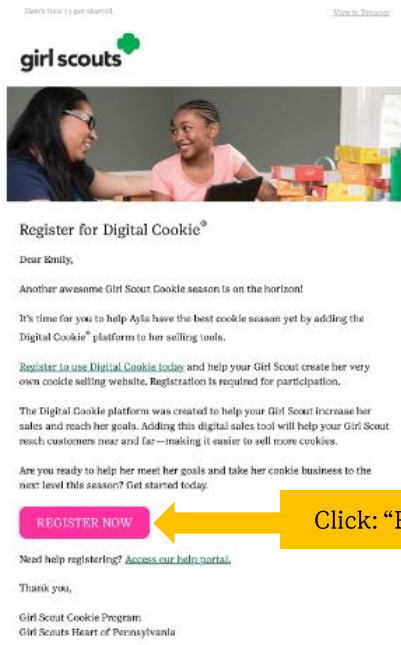 Here's how to get started.
View in Browser
girl scouts
Register for Digital Cookie®
Dear Emily,
Another awesome Girl Scout Cookie season is on the horizon!
It's time for you to help Ayla have the best cookie season yet by adding the
Digital Cookie® platform to her selling tools.
Register to use Digital Cookie today and help your Girl Scout create her very
own cookie selling website. Registration is required for participation.
The Digital Cookie platform was created to help your Girl Scout increase her
sales and reach her goals. Adding this digital sales tool will help your Girl Scout
reach customers near and far—making it easier to sell more cookies.
Are you ready to help her meet her goals and take her cookie business to the
next level this season? Get started today.
REGISTER NOW
Click: "
Need help registering? Access our help portal.
Thank you,
Girl Scout Cookie Program
Girl Scouts Heart of Pennsylvania